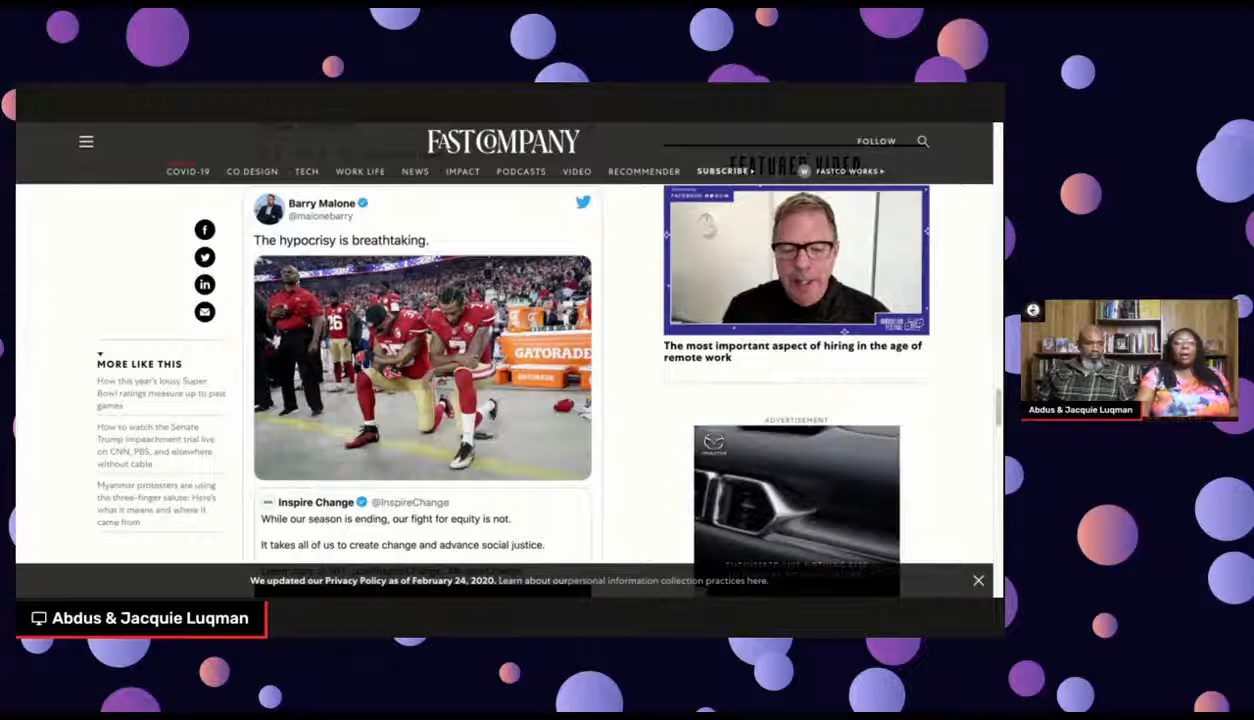 FAST COMPANY
FOLLOW
COVID-19 CO DESIGN TECH WORK LIFE NEWS IMPACT PODCASTS VIDEO RECOMMENDER SUBSCRIBE FASTCO WORKS
FEATURED VIDEO
Barry Malone
@malonebarry
The hypocrisy is breathtaking.
GATORADE
Inspire Change @InspireChange
While our season is ending, our fight for equity is not.
It takes all of us to create change and advance social justice.
MORE LIKE THIS
How this year's lousy Super
Bowl ratings measure up to past
games
How to watch the Senate
Trump impeachment trial live
on CNN, PBS, and elsewhere
without cable
Myanmar protesters are using
the three-finger salute: Here's
what it means and where it
came from
The most important aspect of hiring in the age of
remote work
ADVERTISEMENT
We updated our Privacy Policy as of February 24, 2020. Learn about ourpersonal information collection practices here.
Abdus & Jacquie Luqman
Abdus & Jacquie Luqman